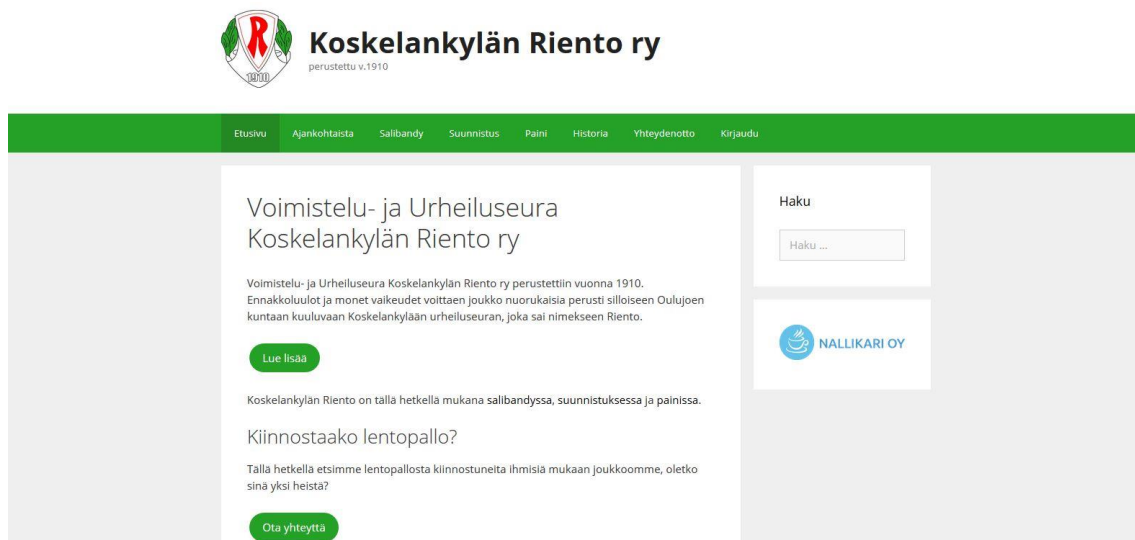 R
1910
Koskelankylän Riento ry
perustettu v.1910
Etusivu Ajankohtaista Salibandy Suunnistus Paini Historia Yhteydenotto Kirjaudu
Voimistelu- ja Urheiluseura
Koskelankylän Riento ry
Voimistelu- ja Urheiluseura Koskelankylän Riento ry perustettiin vuonna 1910.
Ennakkoluulot ja monet vaikeudet voittaen joukko nuorukaisia perusti silloiseen Oulujoen
kuntaan kuuluvaan Koskelankylään urheiluseuran, joka sai nimekseen Riento.
Lue lisää
Koskelankylän Riento on tällä hetkellä mukana salibandyssa, suunnistuksessa ja painissa.
Kiinnostaako lentopallo?
Tällä hetkellä etsimme lentopallosta kiinnostuneita ihmisiä mukaan joukkoomme, oletko
sinä yksi heistä?
Ota yhteyttä
Haku
Haku ...
NALLIKARI OY